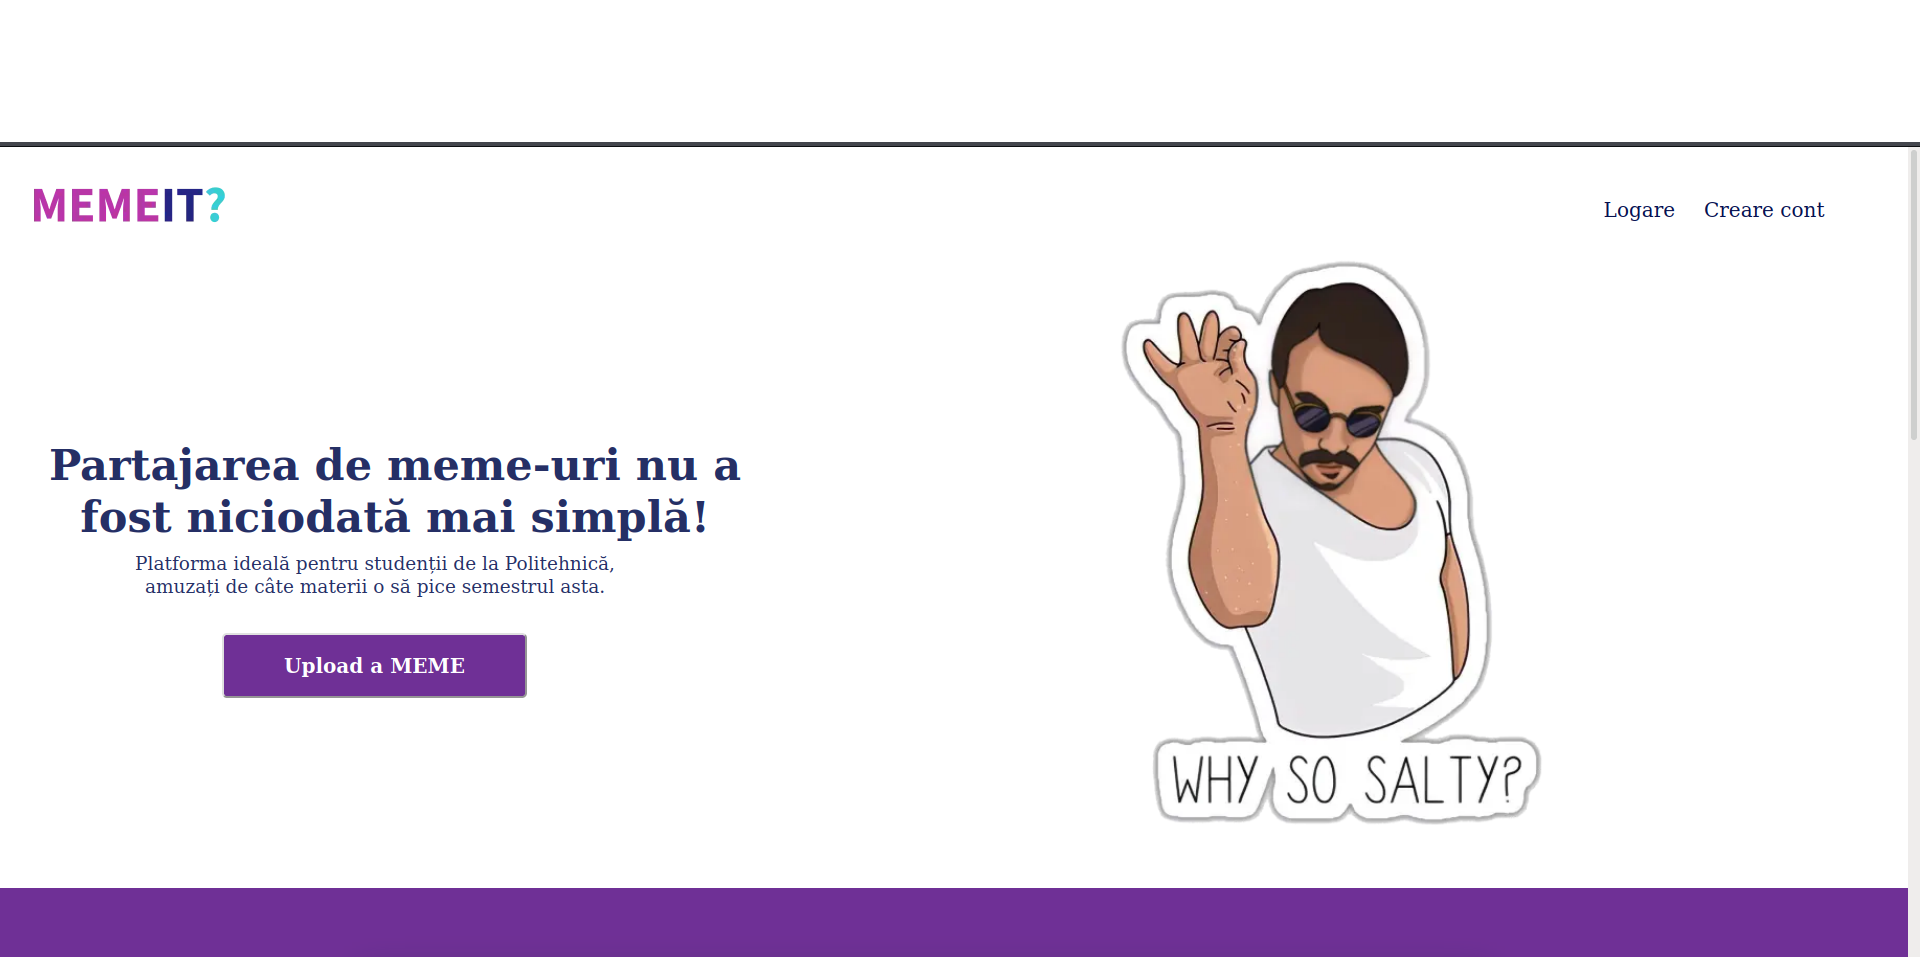 MEMEIT?
Logare
Creare cont
Partajarea de meme-uri nu a
fost niciodată mai simplă!
Platforma ideală pentru studenții de la Politehnică,
amuzați de câte materii o să pice semestrul asta.
Upload a MEME
WHY SO SALTY?